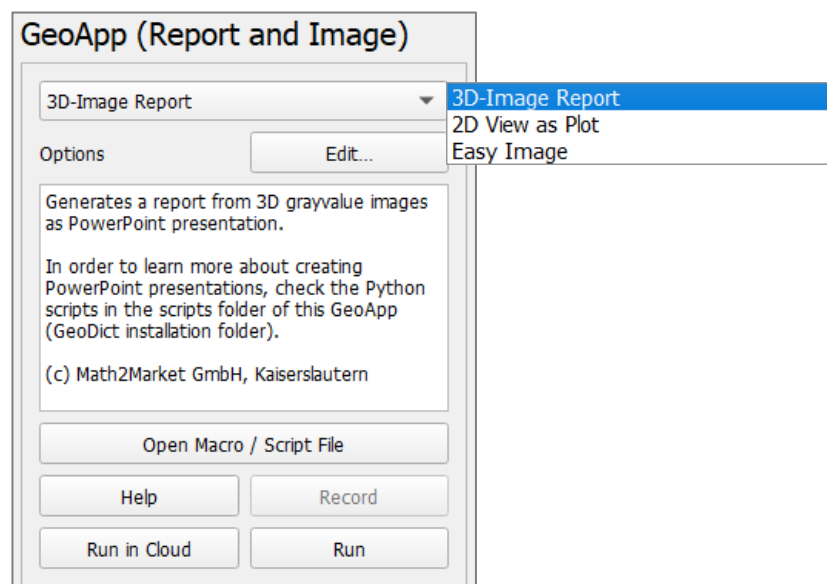 GeoApp (Report and Image)
3D-Image Report
3D-Image Report
2D View as Plot
Easy Image
Options
Edit...
Generates a report from 3D grayvalue images
as PowerPoint presentation.
In order to learn more about creating
PowerPoint presentations, check the Python
scripts in the scripts folder of this GeoApp
(GeoDict installation folder).
(c) Math2Market GmbH, Kaiserslautern
Open Macro / Script File
Help
Record
Run in Cloud
Run